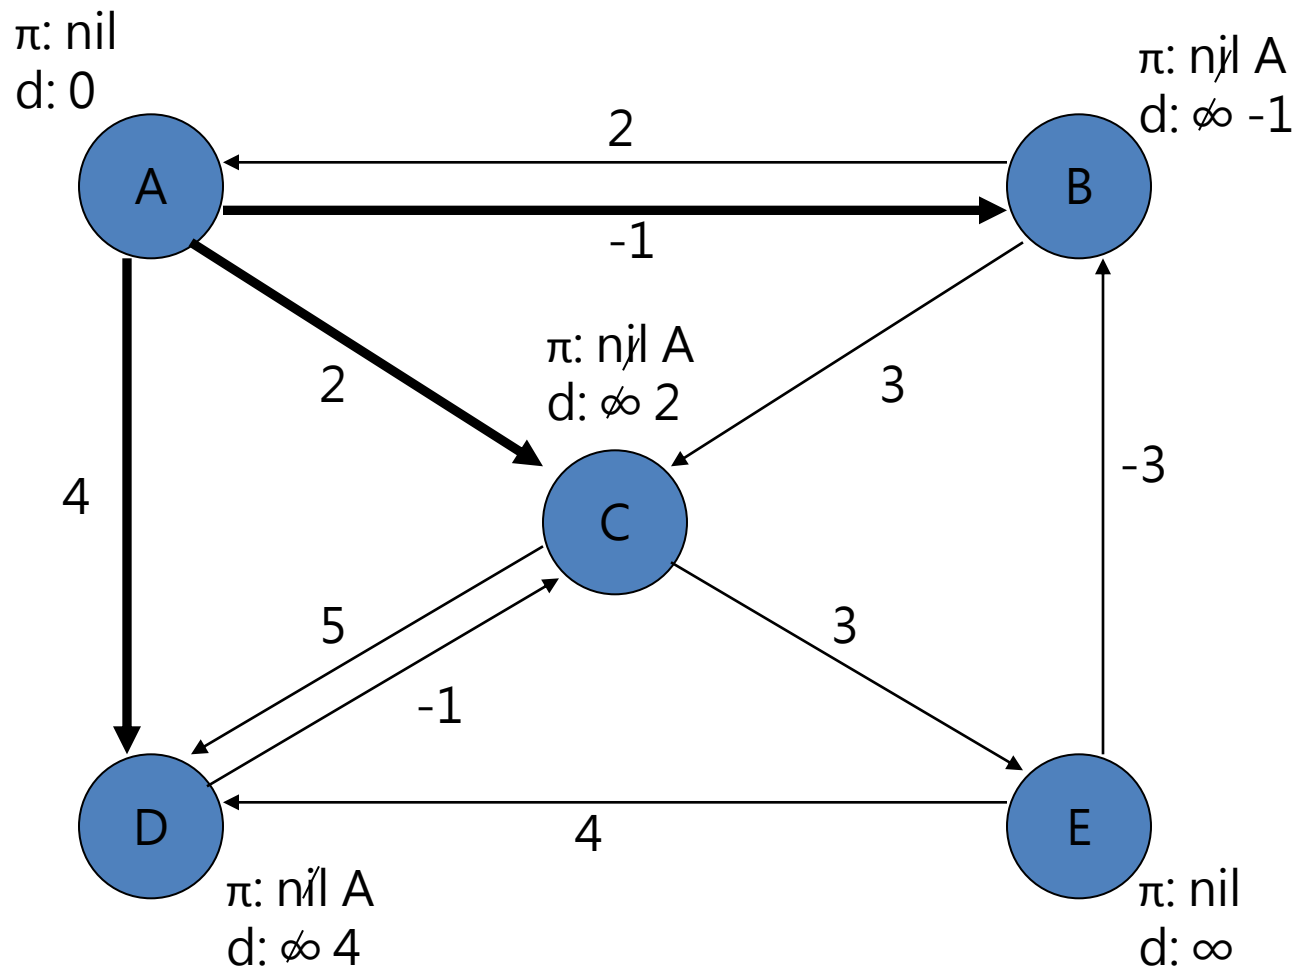 π: nil
d: 0
π: nil A
d: ∞ -1
2
A
B
-1
π: nil A
d: ∞ 2
2
3
4
-3
C
5
3
-1
D
E
4
π: nil A
d: ∞ 4
π: nil
d: ∞